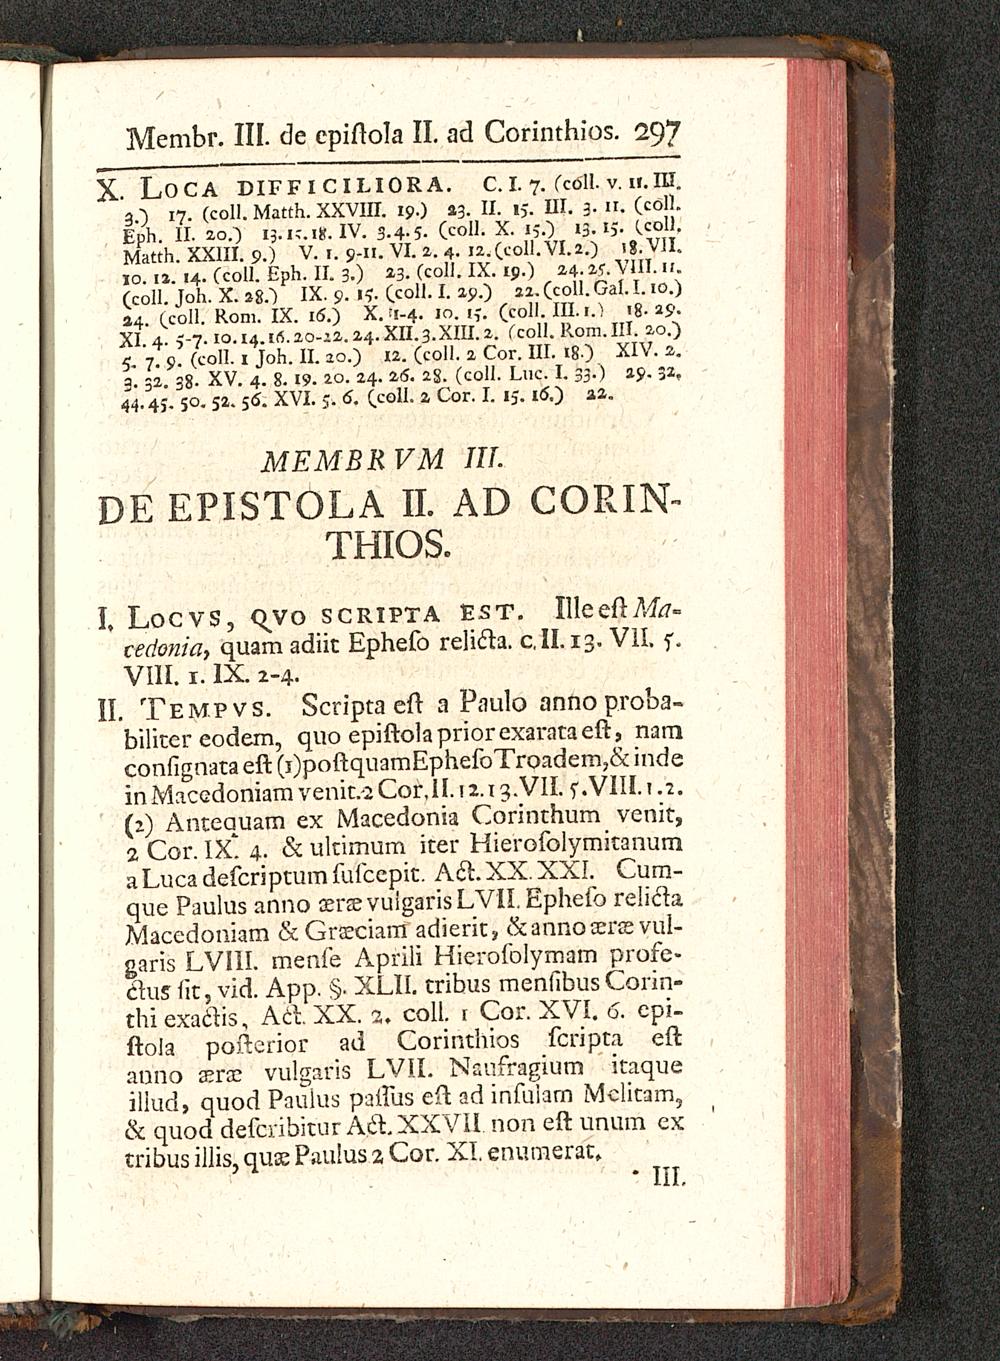 Membr. III. de epiſtola II. ad Corinthios. 297
X. LOCA DIFFICILIORA. C. I. 7. (coll. v. 11. III.
3.) 17. (coll. Matth. XXVIII. 19.) 23. II. 15. III. 3. 11. (coll.
Eph. II. 20.) 13. 15. 18. IV. 3. 4. 5. (coll. X. 15.) 13. 15. (coll.
Matth. XXIII. 9.) V. 1. 9-11. VI. 2. 4. 12. (coll. VI. 2.) 18. VII.
10. 12. 14. (coll. Eph. II. 3.) 23. (coll. IX. 19.) 24. 25. VIII. 11.
(coll. Joh. X. 28.) IX. 9. 15. (coll. I. 29.) 22. (coll. Gal. I. 10.)
24. (coll. Rom. IX. 16.) X. 1-4. 10. 15. (coll. III. 1.) 18. 29.
XI. 4. 5-7. 10. 14. 16. 20-22. 24. XII. 3. XIII. 2. (coll. Rom. III. 20.)
5. 7. 9. (coll. 1 Joh. II. 20.) 12. (coll. 2 Cor. III. 18.) XIV. 2.
3. 32. 38. XV. 4. 8. 19. 20. 24. 26. 28. (coll. Luc. I. 33.) 29. 32.
44. 45. 50. 52. 56. XVI. 5. 6. (coll. 2 Cor. I. 15. 16.) 22.
MEMBRVM III.
DE EPISTOLA II. AD CORIN-
THIOS.
I. LOCVS, QVO SCRIPTA EST. Ille eſt Ma-
cedonia, quam adiit Epheſo relicta. c. II. 13. VII. 5.
VIII. 1. IX. 2-4.
II. TEMPVS. Scripta eſt a Paulo anno proba-
biliter eodem, quo epiſtola prior exarata eſt, nam
conſignata eſt (1) poſtquam Epheſo Troadem, & inde
in Macedoniam venit. 2 Cor. II. 12. 13. VII. 5. VIII. 1. 2.
(2) Antequam ex Macedonia Corinthum venit,
2 Cor. IX. 4. & ultimum iter Hieroſolymitanum
a Luca deſcriptum ſuſcepit. Act. XX. XXI. Cum-
que Paulus anno æræ vulgaris LVII. Epheſo relicta
Macedoniam & Græciam adierit, & anno æræ vul-
garis LVIII. menſe Aprili Hieroſolymam profe-
ctus ſit, vid. App. §. XLII. tribus menſibus Corin-
thi exactis, Act. XX. 2. coll. 1 Cor. XVI. 6. epi-
ſtola poſterior ad Corinthios ſcripta eſt
anno æræ vulgaris LVII. Naufragium itaque
illud, quod Paulus paſſus eſt ad inſulam Melitam,
& quod deſcribitur Act. XXVII. non eſt unum ex
tribus illis, quæ Paulus 2 Cor. XI. enumerat.
III.